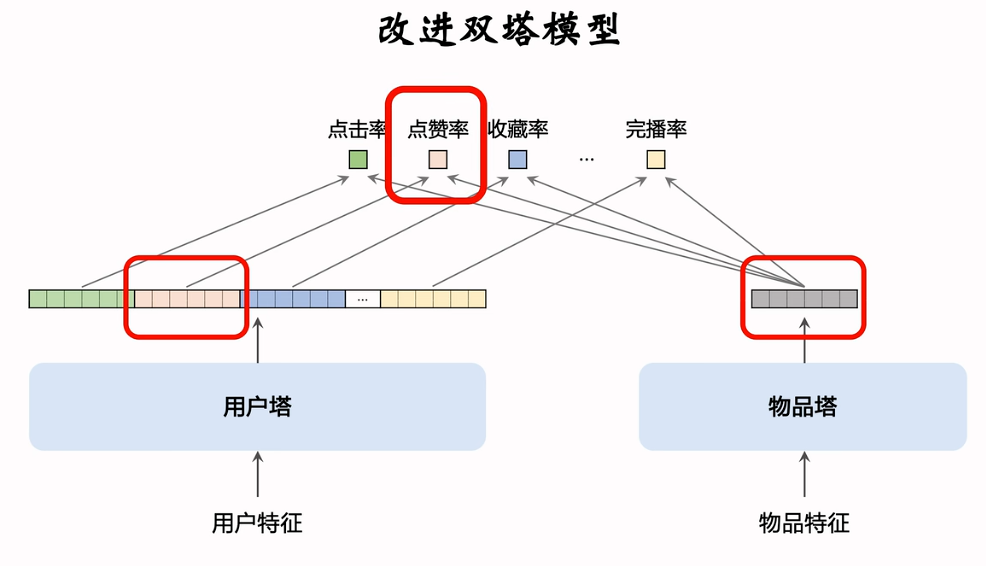 改进双塔模型
点击率 点赞率 收藏率 ... 完播率
...
用户塔 物品塔
用户特征 物品特征